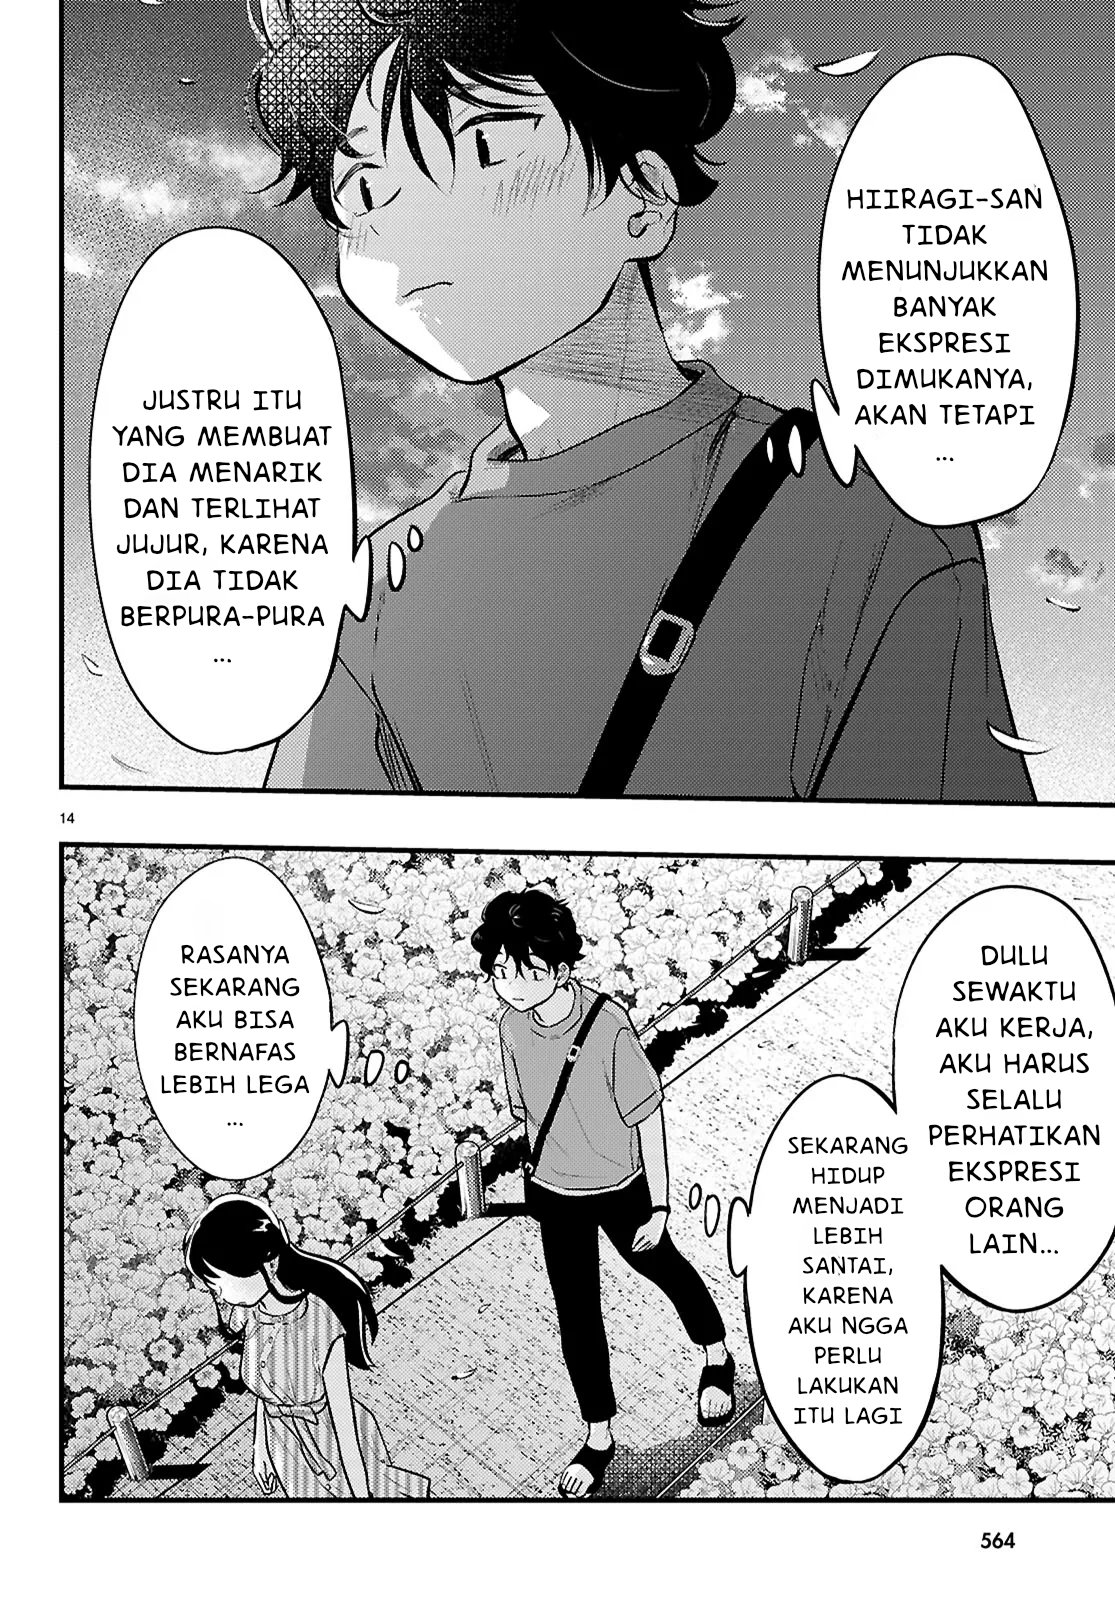 HIIRAGI-SAN
TIDAK
MENUNJUKKAN
BANYAK
EKSPRESI
DIMUKANYA,
AKAN TETAPI
...
JUSTRU ITU
YANG MEMBUAT
DIA MENARIK
DAN TERLIHAT
JUJUR, KARENA
DIA TIDAK
BERPURA-PURA
...
14
DULU
SEWAKTU
AKU KERJA,
AKU HARUS
SELALU
PERHATIKAN
EKSPRESI
ORANG
LAIN...
SEKARANG
HIDUP
MENJADI
LEBIH
SANTAI,
KARENA
AKU NGGA
PERLU
LAKUKAN
ITU LAGI
RASANYA
SEKARANG
AKU BISA
BERNAFAS
LEBIH LEGA
...
564